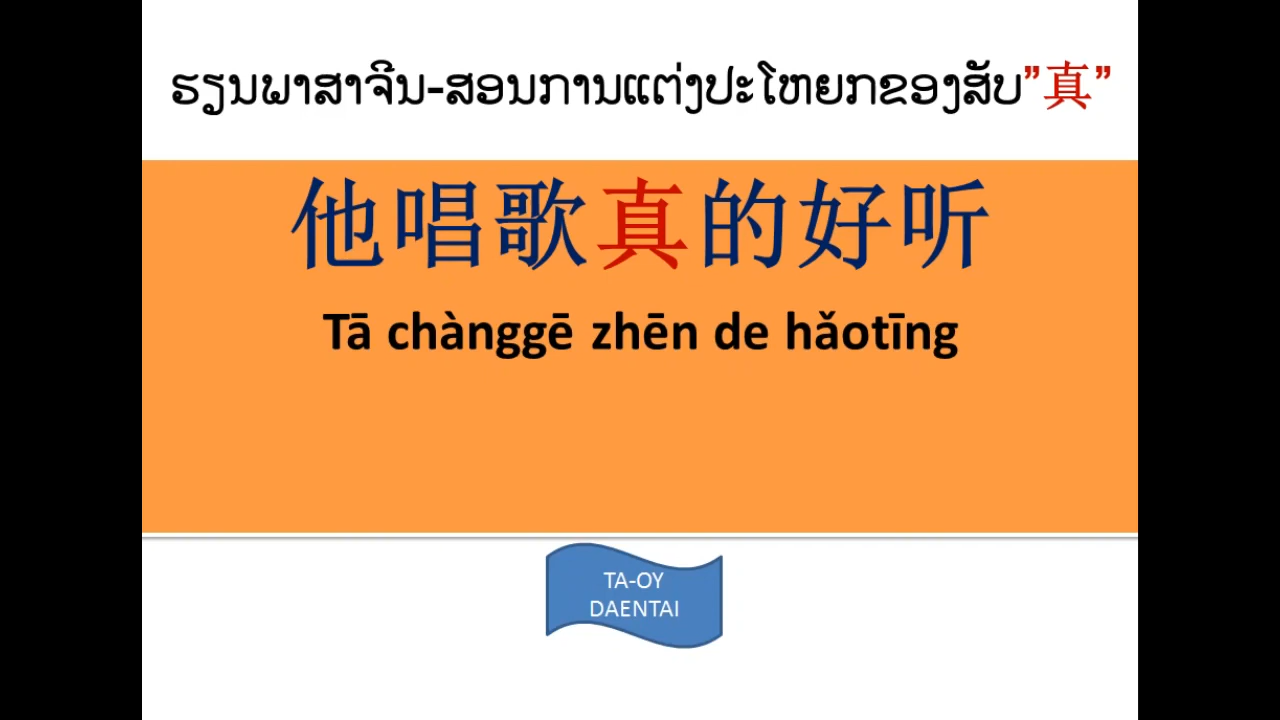 ຮຽນພາສາຈີນ-ສອນການແຕ່ງປະໂຫຍກຂອງສັບ”真”
他唱歌真的好听
Tā chànggē zhēn de hǎotīng
TA-OY
DAENTAI